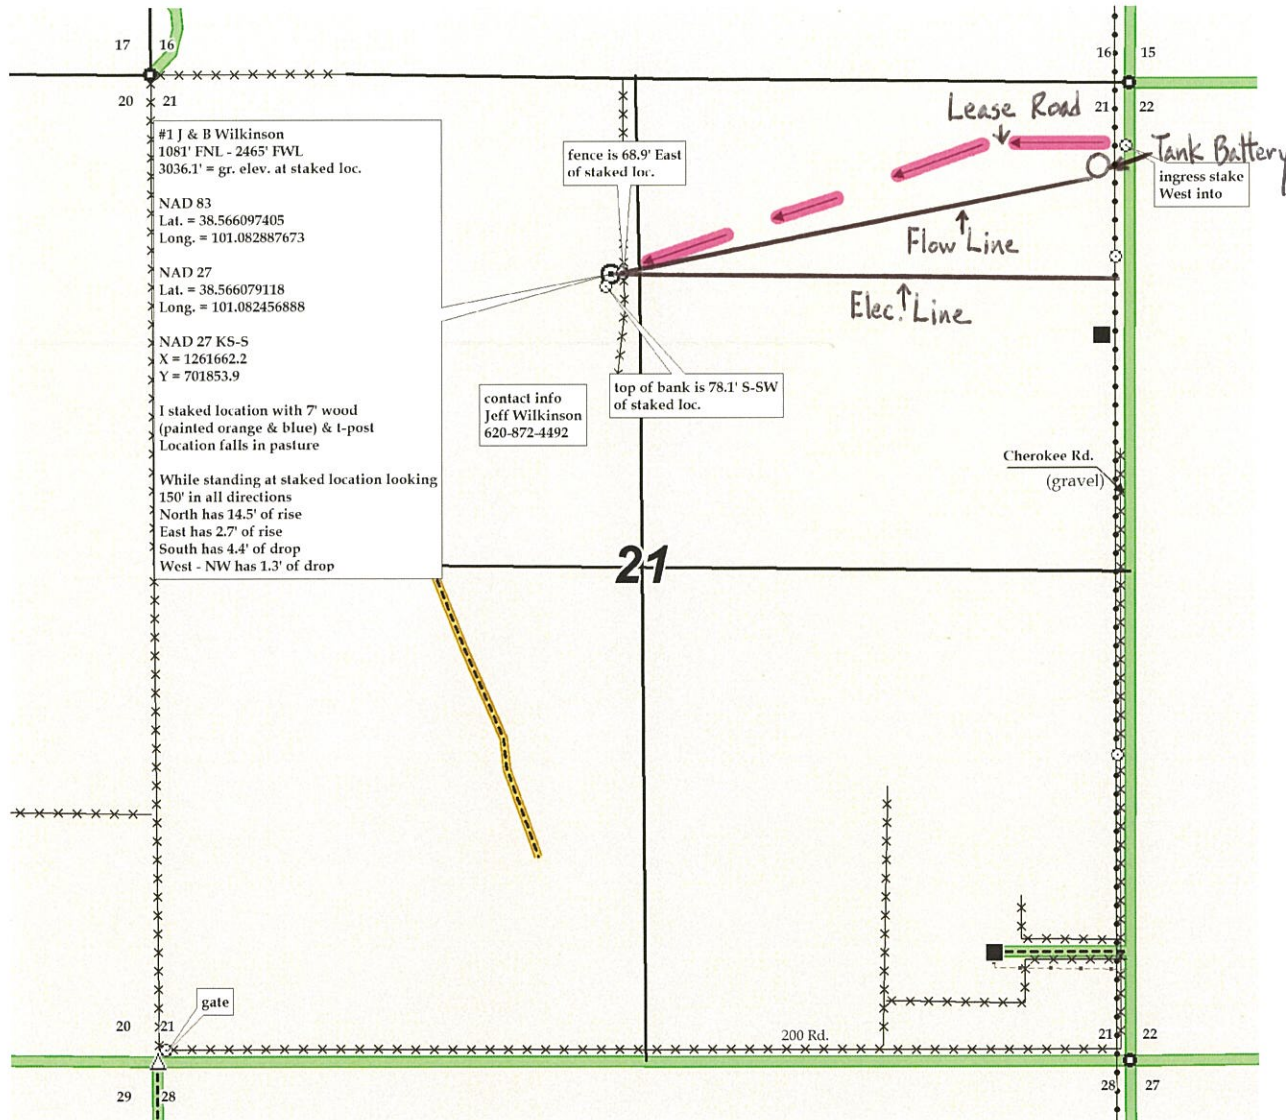 17 16
16 15
20 21
21 22
Lease Road
Tank Battery
ingress stake
West into
#1 J & B Wilkinson
1081' FNL - 2465' FWL
3036.1' = gr. elev. at staked loc.
NAD 83
Lat. = 38.566097405
Long. = 101.082887673
NAD 27
Lat. = 38.566079118
Long. = 101.082456888
NAD 27 KS-S
X = 1261662.2
Y = 701853.9
I staked location with 7' wood
(painted orange & blue) & t-post
Location falls in pasture
While standing at staked location looking
150' in all directions
North has 14.5' of rise
East has 2.7' of rise
South has 4.4' of drop
West - NW has 1.3' of drop
fence is 68.9' East
of staked loc.
Flow Line
Elec. Line
top of bank is 78.1' S-SW
of staked loc.
contact info
Jeff Wilkinson
620-872-4492
Cherokee Rd.
(gravel)
21
gate
200 Rd.
20 21
21 22
29 28
28 27